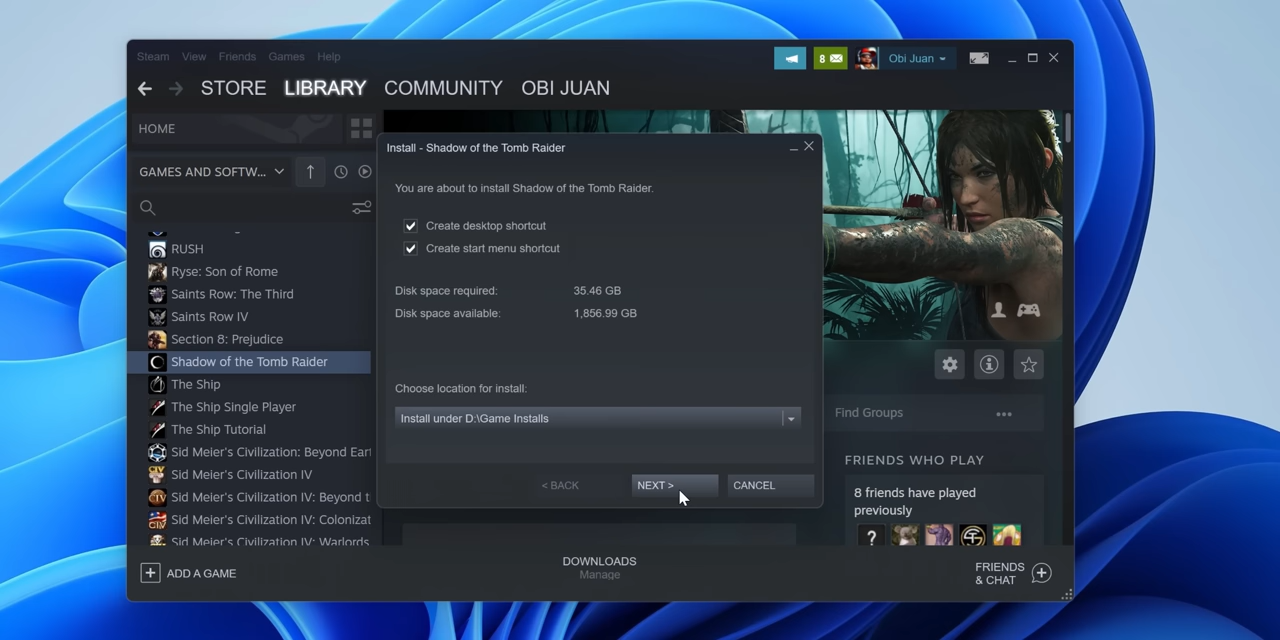 Steam View Friends Games Help
8
Obi Juan
STORE LIBRARY COMMUNITY OBI JUAN
HOME
GAMES AND SOFTW...
RUSH
Ryse: Son of Rome
Saints Row: The Third
Saints Row IV
Section 8: Prejudice
Shadow of the Tomb Raider
The Ship
The Ship Single Player
The Ship Tutorial
Sid Meier's Civilization: Beyond Eart
Sid Meier's Civilization IV
Sid Meier's Civilization IV: Beyond t
Sid Meier's Civilization IV: Colonizat
Sid Meier's Civilization IV: Warlords
Install - Shadow of the Tomb Raider
You are about to install Shadow of the Tomb Raider.
Create desktop shortcut
Create start menu shortcut
Disk space required: 35.46 GB
Disk space available: 1,856.99 GB
Choose location for install:
Install under D:\Game Installs
< BACK NEXT > CANCEL
Find Groups
FRIENDS WHO PLAY
8 friends have played
previously
?
ADD A GAME
DOWNLOADS
Manage
FRIENDS
& CHAT